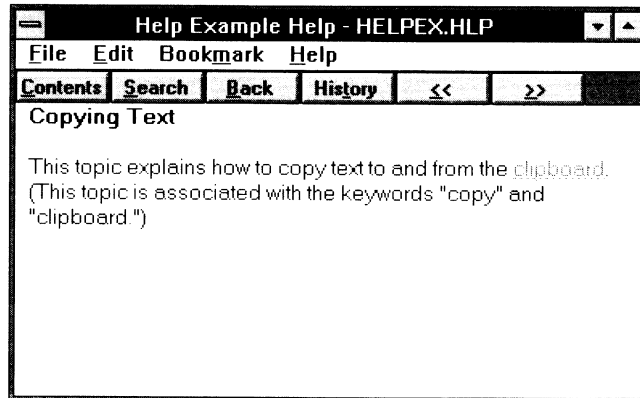 Help Example Help - HELPEX.HLP
File Edit Bookmark Help
Contents Search Back History << >>
Copying Text
This topic explains how to copy text to and from the clipboard.
(This topic is associated with the keywords "copy" and
"clipboard.")